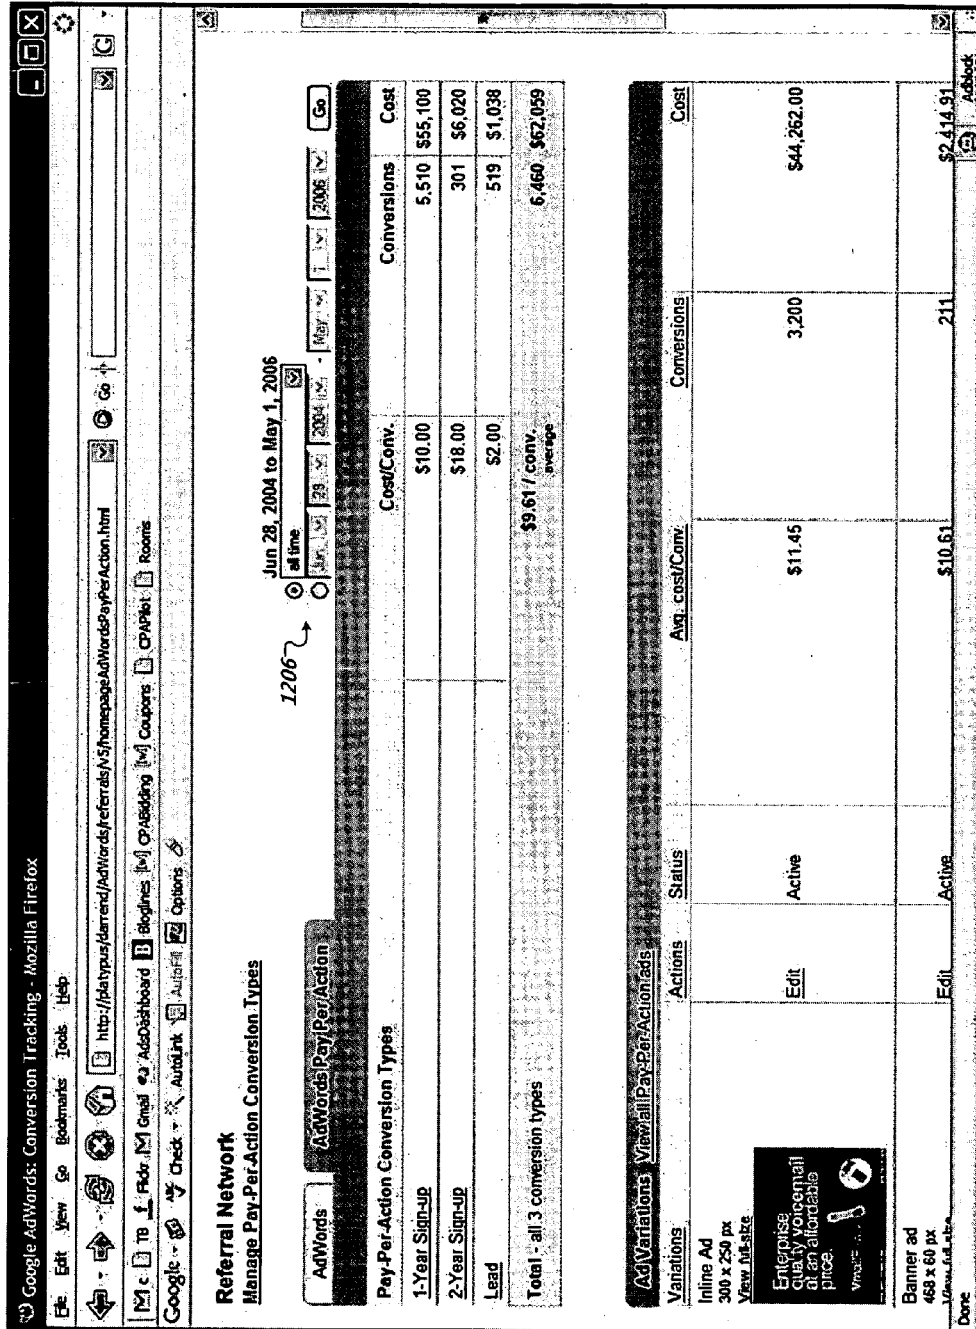 Google AdWords: Conversion Tracking - Mozilla Firefox
File Edit View Go Bookmarks Tools Help
http://platypus/darrend/AdWords/referrals/v5/homepageAdWordsPayPerAction.html Go G
TB Flickr Gmail AdsDashboard Bloglines CPABidding Coupons CPAPilot Rooms
Google Check AutoLink AutoFill Options
Referral Network
Manage Pay-Per-Action Conversion Types
Jun 28, 2004 to May 1, 2006
all time
1206
Jun 28 2004 - May 1 2006 Go
AdWords AdWords Pay Per Action
Pay-Per-Action Conversion Types Cost/Conv. Conversions Cost
1-Year Sign-up $10.00 5,510 $55,100
2-Year Sign-up $18.00 301 $6,020
Lead $2.00 519 $1,038
Total - all 3 conversion types $9.61 / conv. 6,460 $62,059
average
Ad Variations View all Pay-Per-Action ads
Variations Actions Status Avg. cost/Conv. Conversions Cost
Inline Ad
300 x 250 px
View full-size
Edit Active $11.45 3,200 $44,262.00
Enterprise
quality you email
at an affordable
price.
Banner ad
468 x 60 px
View full-size
Edit Active $10.61 211 $2,414.91
Done Adblock